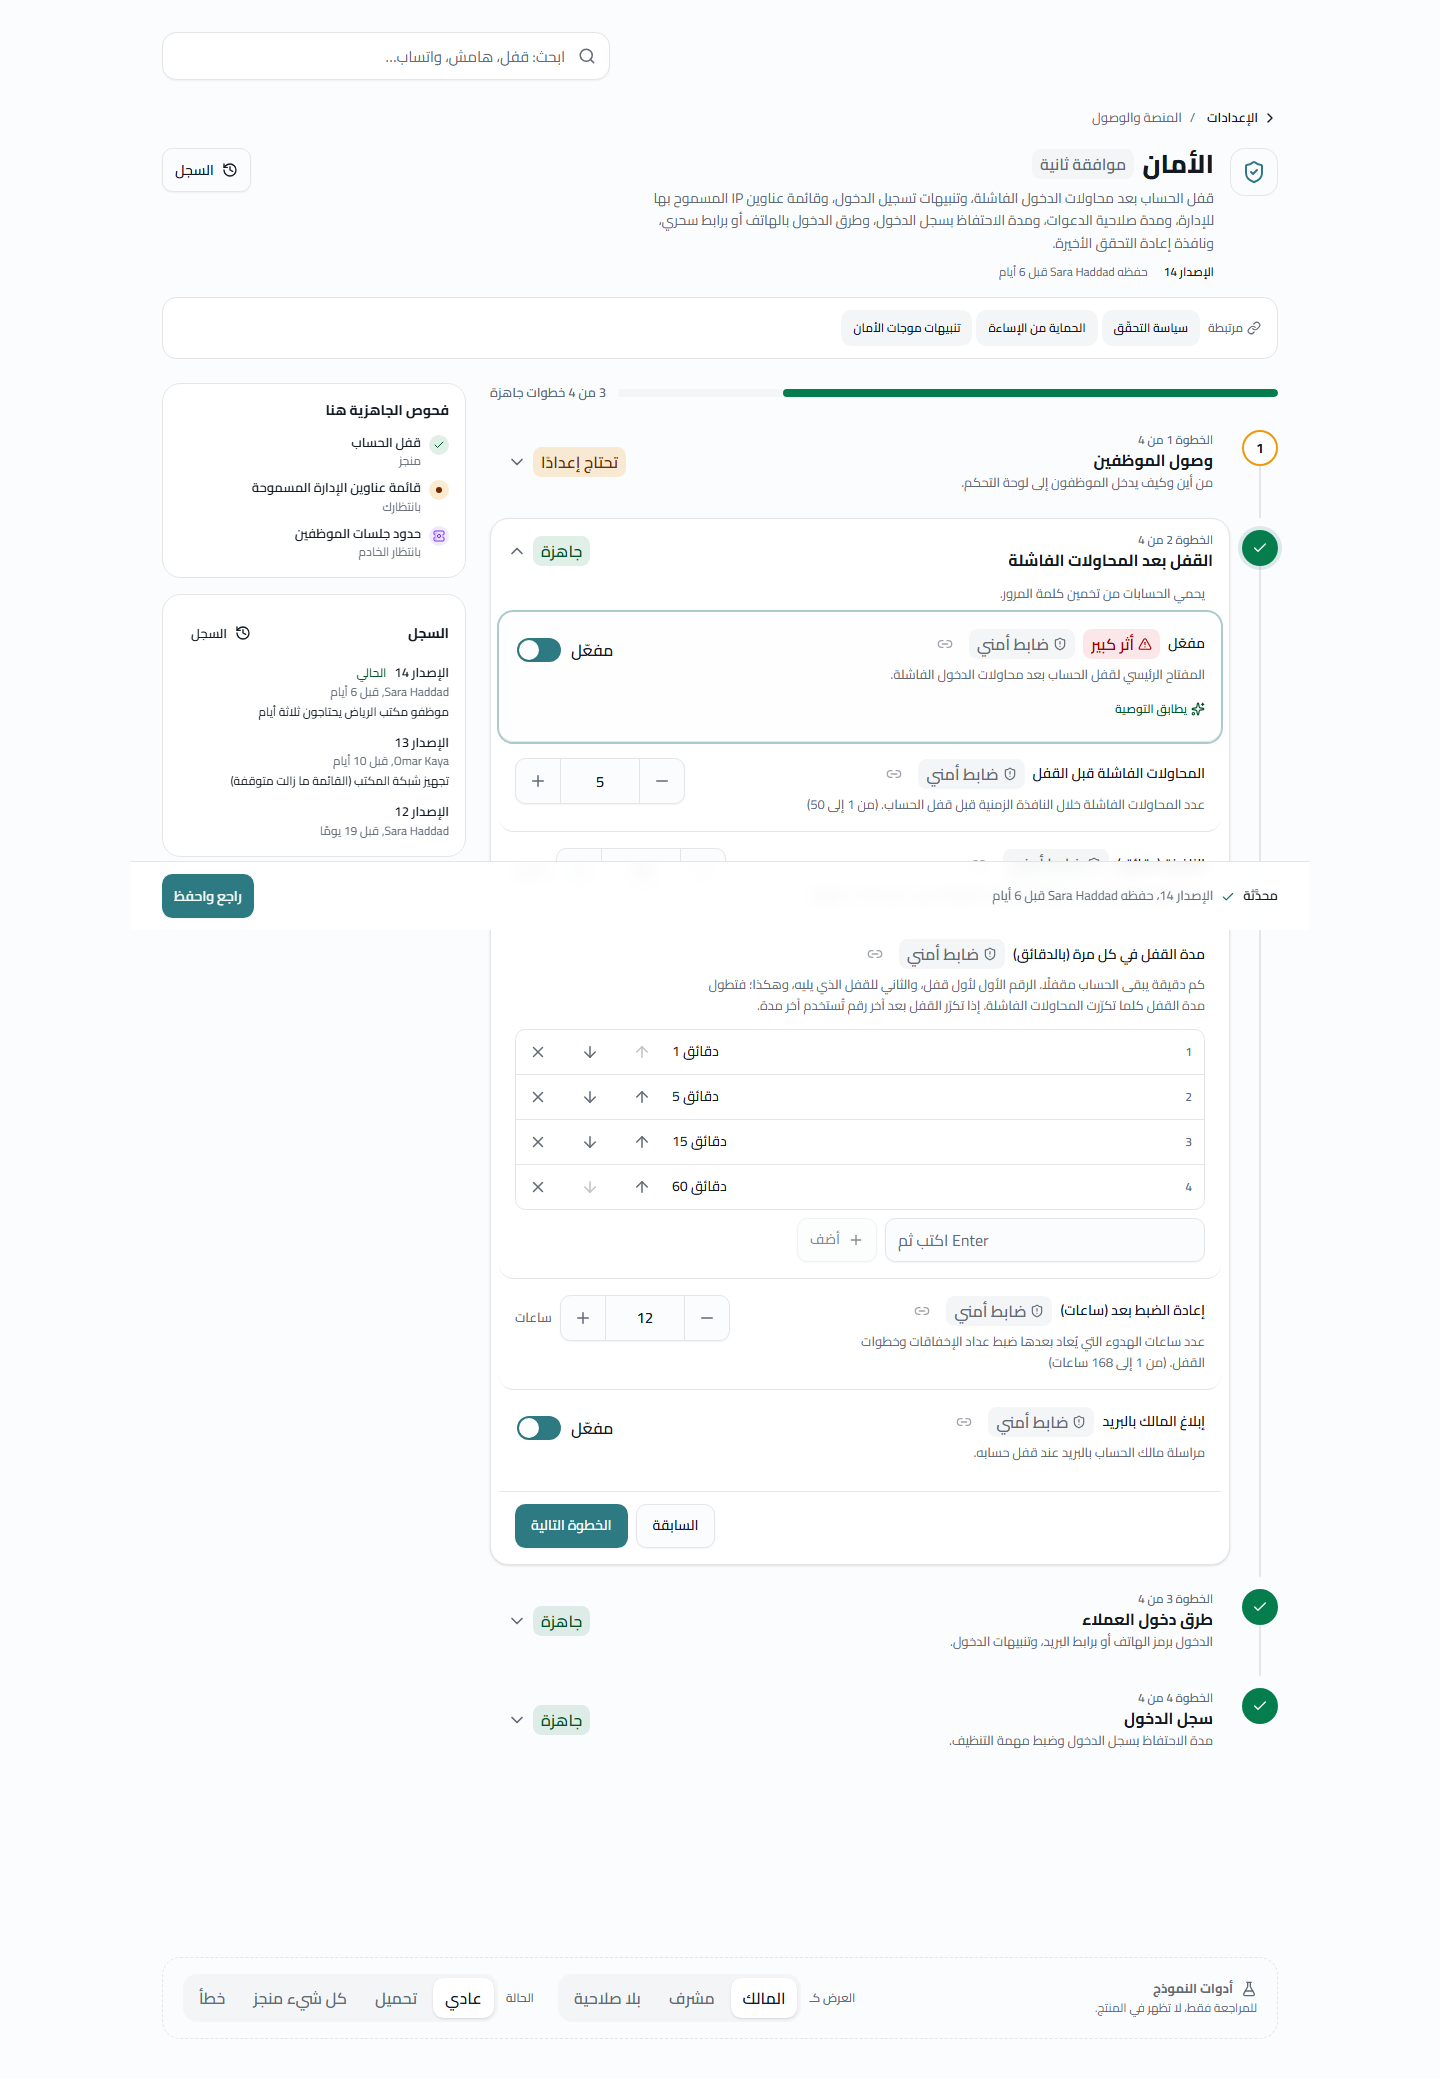 ابحث: قفل، هامش، واتساب...
الإعدادات / المنصة والوصول
الأمان موافقة ثانية
السجل
قفل الحساب بعد محاولات الدخول الفاشلة، وتنبيهات تسجيل الدخول، وقائمة عناوين IP المسموح بها
للإدارة، ومدة صلاحية الدعوات، ومدة الاحتفاظ بسجل الدخول، وطرق الدخول بالهاتف أو برابط سحري،
ونافذة إعادة التحقق الأخيرة.
الإصدار 14 حفظه Sara Haddad قبل 6 أيام
مرتبطة سياسة التحقّق الحماية من الإساءة تنبيهات موجات الأمان
3 من 4 خطوات جاهزة
1
الخطوة 1 من 4
وصول الموظفين
من أين وكيف يدخل الموظفون إلى لوحة التحكم.
تحتاج إعدادًا
الخطوة 2 من 4
القفل بعد المحاولات الفاشلة
جاهزة
يحمي الحسابات من تخمين كلمة المرور.
مفعّل أثر كبير ضابط أمني
مفعّل
المفتاح الرئيسي لقفل الحساب بعد محاولات الدخول الفاشلة.
يطابق التوصية
المحاولات الفاشلة قبل القفل ضابط أمني
5
عدد المحاولات الفاشلة خلال النافذة الزمنية قبل قفل الحساب. (من 1 إلى 50)
محدّثة الإصدار 14، حفظه Sara Haddad قبل 6 أيام
راجع واحفظ
مدة القفل في كل مرة (بالدقائق) ضابط أمني
كم دقيقة يبقى الحساب مقفلًا. الرقم الأول لأول قفل، والثاني للقفل الذي يليه، وهكذا؛ فتطول
مدة القفل كلما تكرّرت المحاولات الفاشلة. إذا تكرّر القفل بعد آخر رقم تُستخدم آخر مدة.
1 دقائق 1
2 دقائق 5
3 دقائق 15
4 دقائق 60
اكتب ثم Enter
أضف
إعادة الضبط بعد (ساعات) ضابط أمني
12 ساعات
عدد ساعات الهدوء التي يُعاد بعدها ضبط عداد الإخفاقات وخطوات
القفل. (من 1 إلى 168 ساعات)
إبلاغ المالك بالبريد ضابط أمني
مفعّل
مراسلة مالك الحساب بالبريد عند قفل حسابه.
السابقة
الخطوة التالية
الخطوة 3 من 4
طرق دخول العملاء
الدخول برمز الهاتف أو برابط البريد، وتنبيهات الدخول.
جاهزة
الخطوة 4 من 4
سجل الدخول
مدة الاحتفاظ بسجل الدخول وضبط مهمة التنظيف.
جاهزة
فحوص الجاهزية هنا
قفل الحساب
منجز
قائمة عناوين الإدارة المسموحة
بانتظارك
حدود جلسات الموظفين
بانتظار الخادم
السجل
السجل
الإصدار 14 الحالي
Sara Haddad, قبل 6 أيام
موظفو مكتب الرياض يحتاجون ثلاثة أيام
الإصدار 13
Omar Kaya, قبل 10 أيام
تجهيز شبكة المكتب (القائمة ما زالت متوقفة)
الإصدار 12
Sara Haddad, قبل 19 يومًا
أدوات النموذج
للمراجعة فقط، لا تظهر في المنتج.
العرض كـ المالك مشرف بلا صلاحية
الحالة عادي تحميل كل شيء منجز خطأ